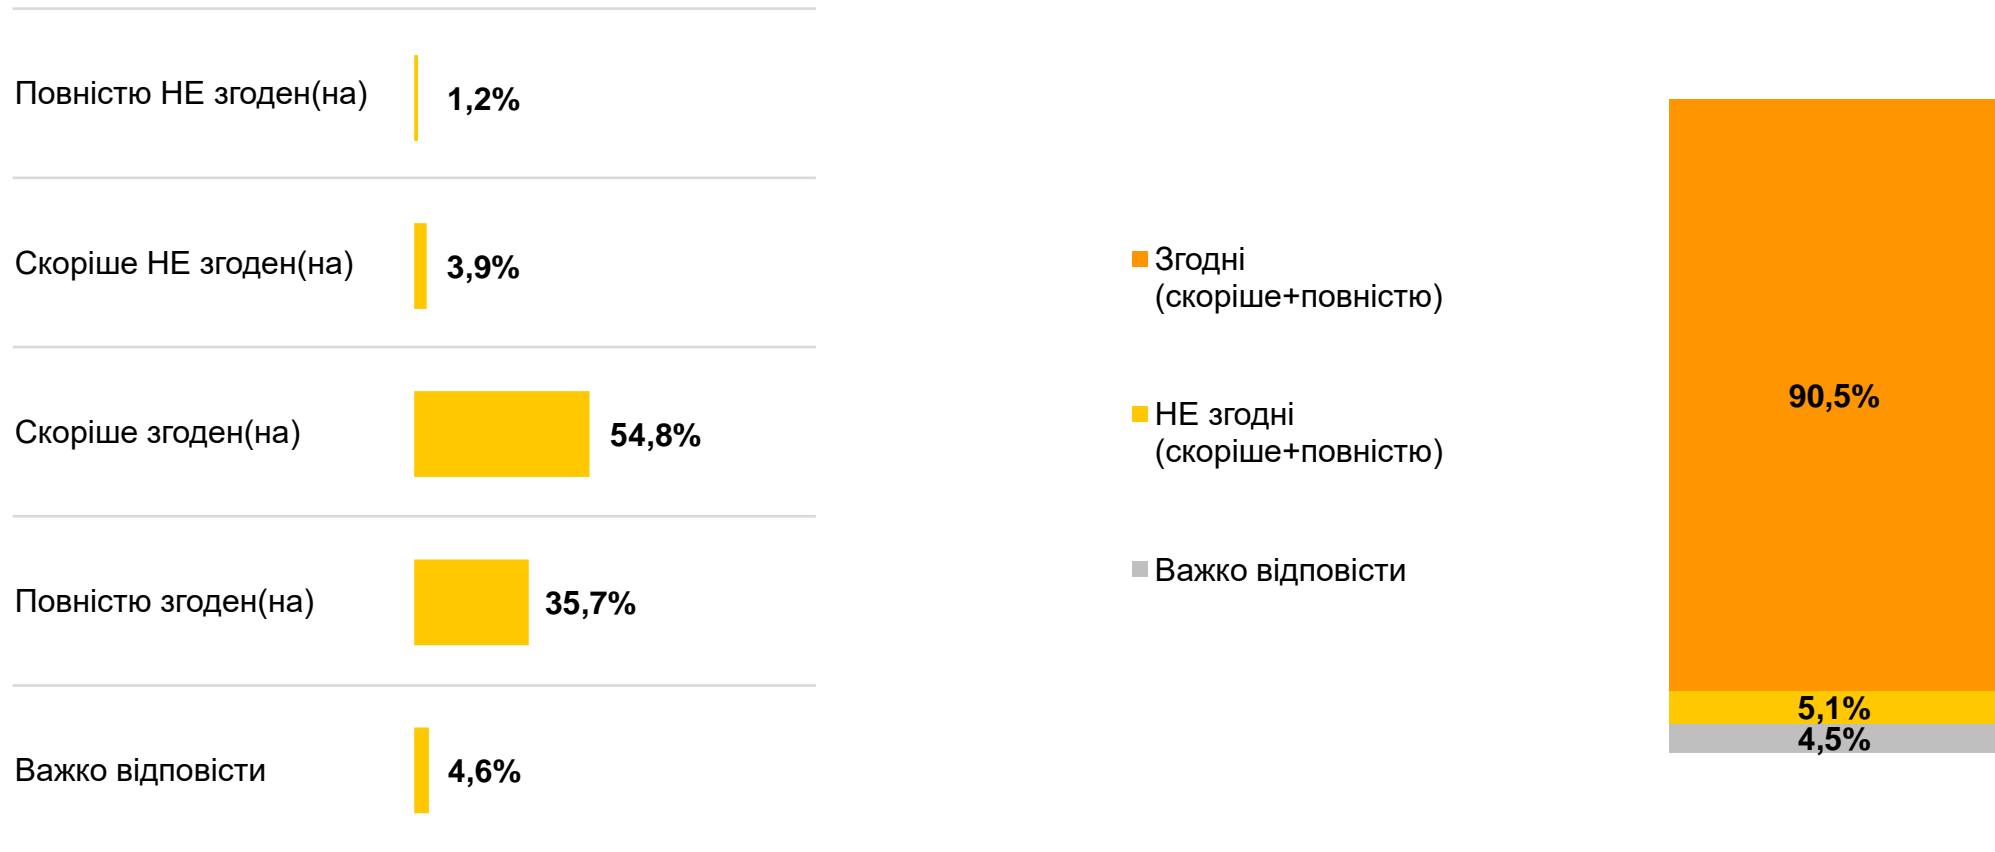 Повністю НЕ згоден(на)
1,2%
Скоріше НЕ згоден(на)
3,9%
Скоріше згоден(на)
54,8%
Повністю згоден(на)
35,7%
Важко відповісти
4,6%
Згодні
(скоріше+повністю)
НЕ згодні
(скоріше+повністю)
Важко відповісти
90,5%
5,1%
4,5%